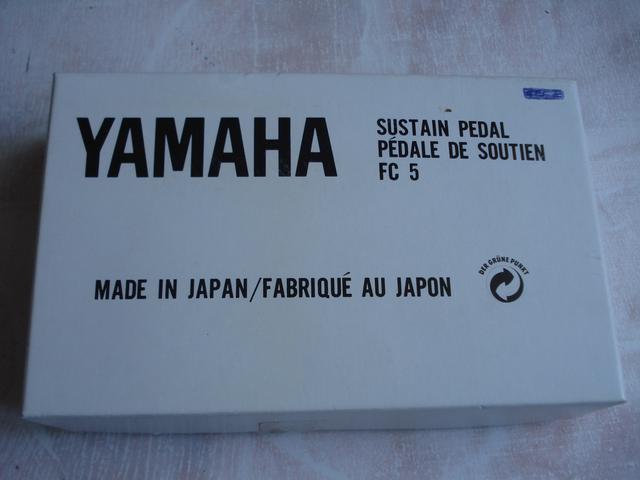 YAMAHA
SUSTAIN PEDAL
PÉDALE DE SOUTIEN
FC 5
MADE IN JAPAN/FABRIQUÉ AU JAPON
DER GRÜNE PUNKT